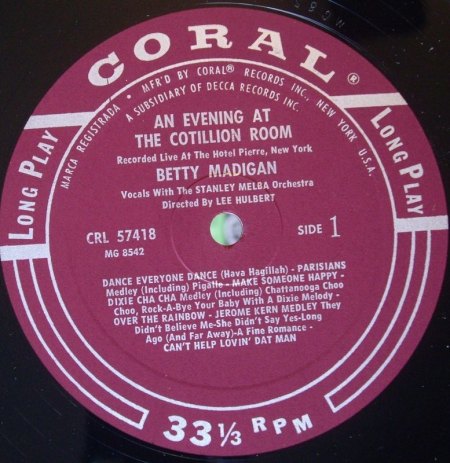 CORAL®
MARCA REGISTRADA • MFR'D BY CORAL® RECORDS INC., NEW YORK U.S.A.
A SUBSIDIARY OF DECCA RECORDS INC.
LONG PLAY
LONG PLAY
AN EVENING AT
THE COTILLION ROOM
Recorded Live At The Hotel Pierre, New York
BETTY MADIGAN
Vocals With The STANLEY MELBA Orchestra
Directed By LEE HULBERT
CRL 57418
SIDE 1
MG 8542
DANCE EVERYONE DANCE (Hava Hagillah) - PARISIANS
Medley (Including) Pigalle - MAKE SOMEONE HAPPY -
DIXIE CHA CHA Medley (Including) Chattanooga Choo
Choo, Rock-A-Bye Your Baby With A Dixie Melody -
OVER THE RAINBOW - JEROME KERN MEDLEY They
Didn't Believe Me-She Didn't Say Yes-Long
Ago (And Far Away)-A Fine Romance -
CAN'T HELP LOVIN' DAT MAN
33⅓ RPM
MG 85